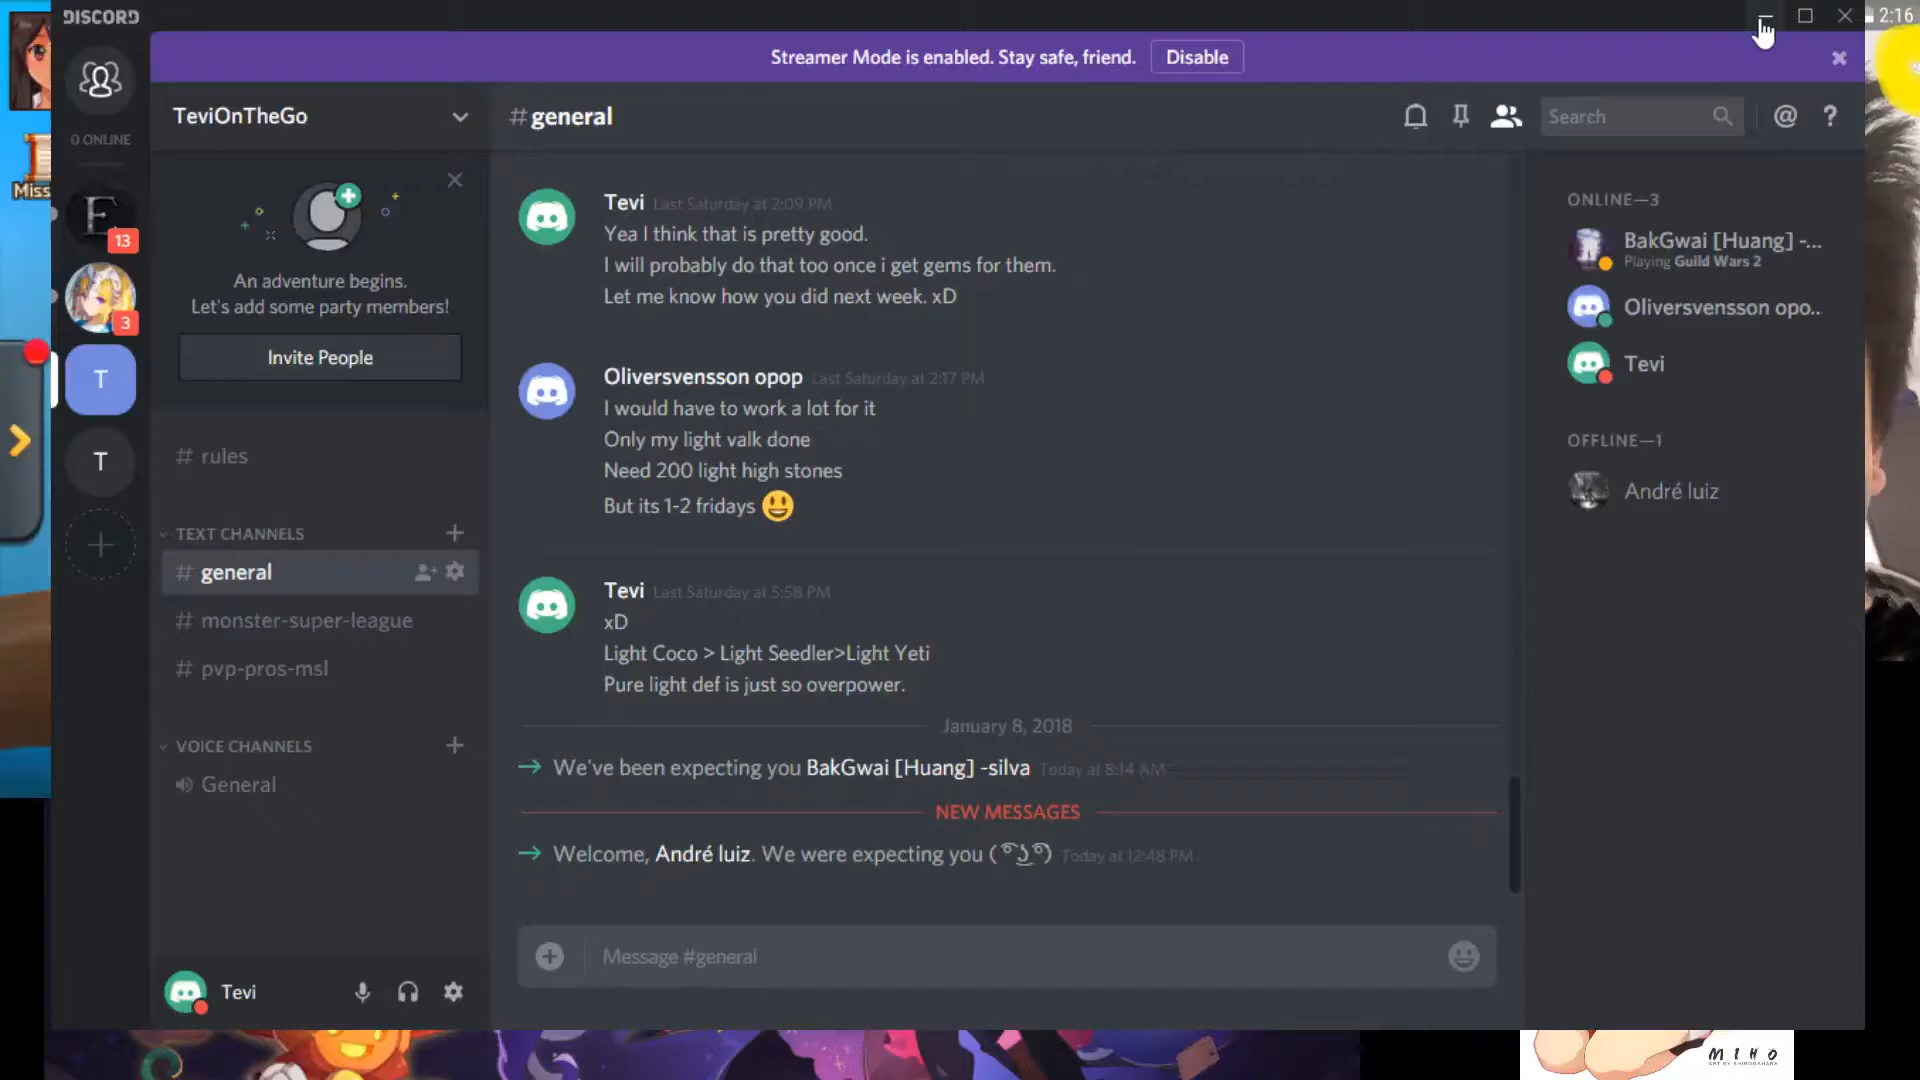 DISCORD
2:16
Streamer Mode is enabled. Stay safe, friend.
Disable
0 ONLINE
Miss
E
13
3
T
T
TeviOnTheGo
An adventure begins.
Let's add some party members!
Invite People
# rules
TEXT CHANNELS
# general
# monster-super-league
# pvp-pros-msl
VOICE CHANNELS
General
Tevi
# general
Search
@
?
Tevi Last Saturday at 2:09 PM
Yea I think that is pretty good.
I will probably do that too once i get gems for them.
Let me know how you did next week. xD
Oliversvensson opop Last Saturday at 2:17 PM
I would have to work a lot for it
Only my light valk done
Need 200 light high stones
But its 1-2 fridays
Tevi Last Saturday at 5:58 PM
xD
Light Coco > Light Seedler>Light Yeti
Pure light def is just so overpower.
January 8, 2018
We've been expecting you BakGwai [Huang] -silva Today at 8:14 AM
NEW MESSAGES
Welcome, André luiz. We were expecting you ( ͡° ͜ʖ ͡°) Today at 12:48 PM
Message #general
ONLINE—3
BakGwai [Huang] -...
Playing Guild Wars 2
Oliversvensson opo...
Tevi
OFFLINE—1
André luiz
MIHO